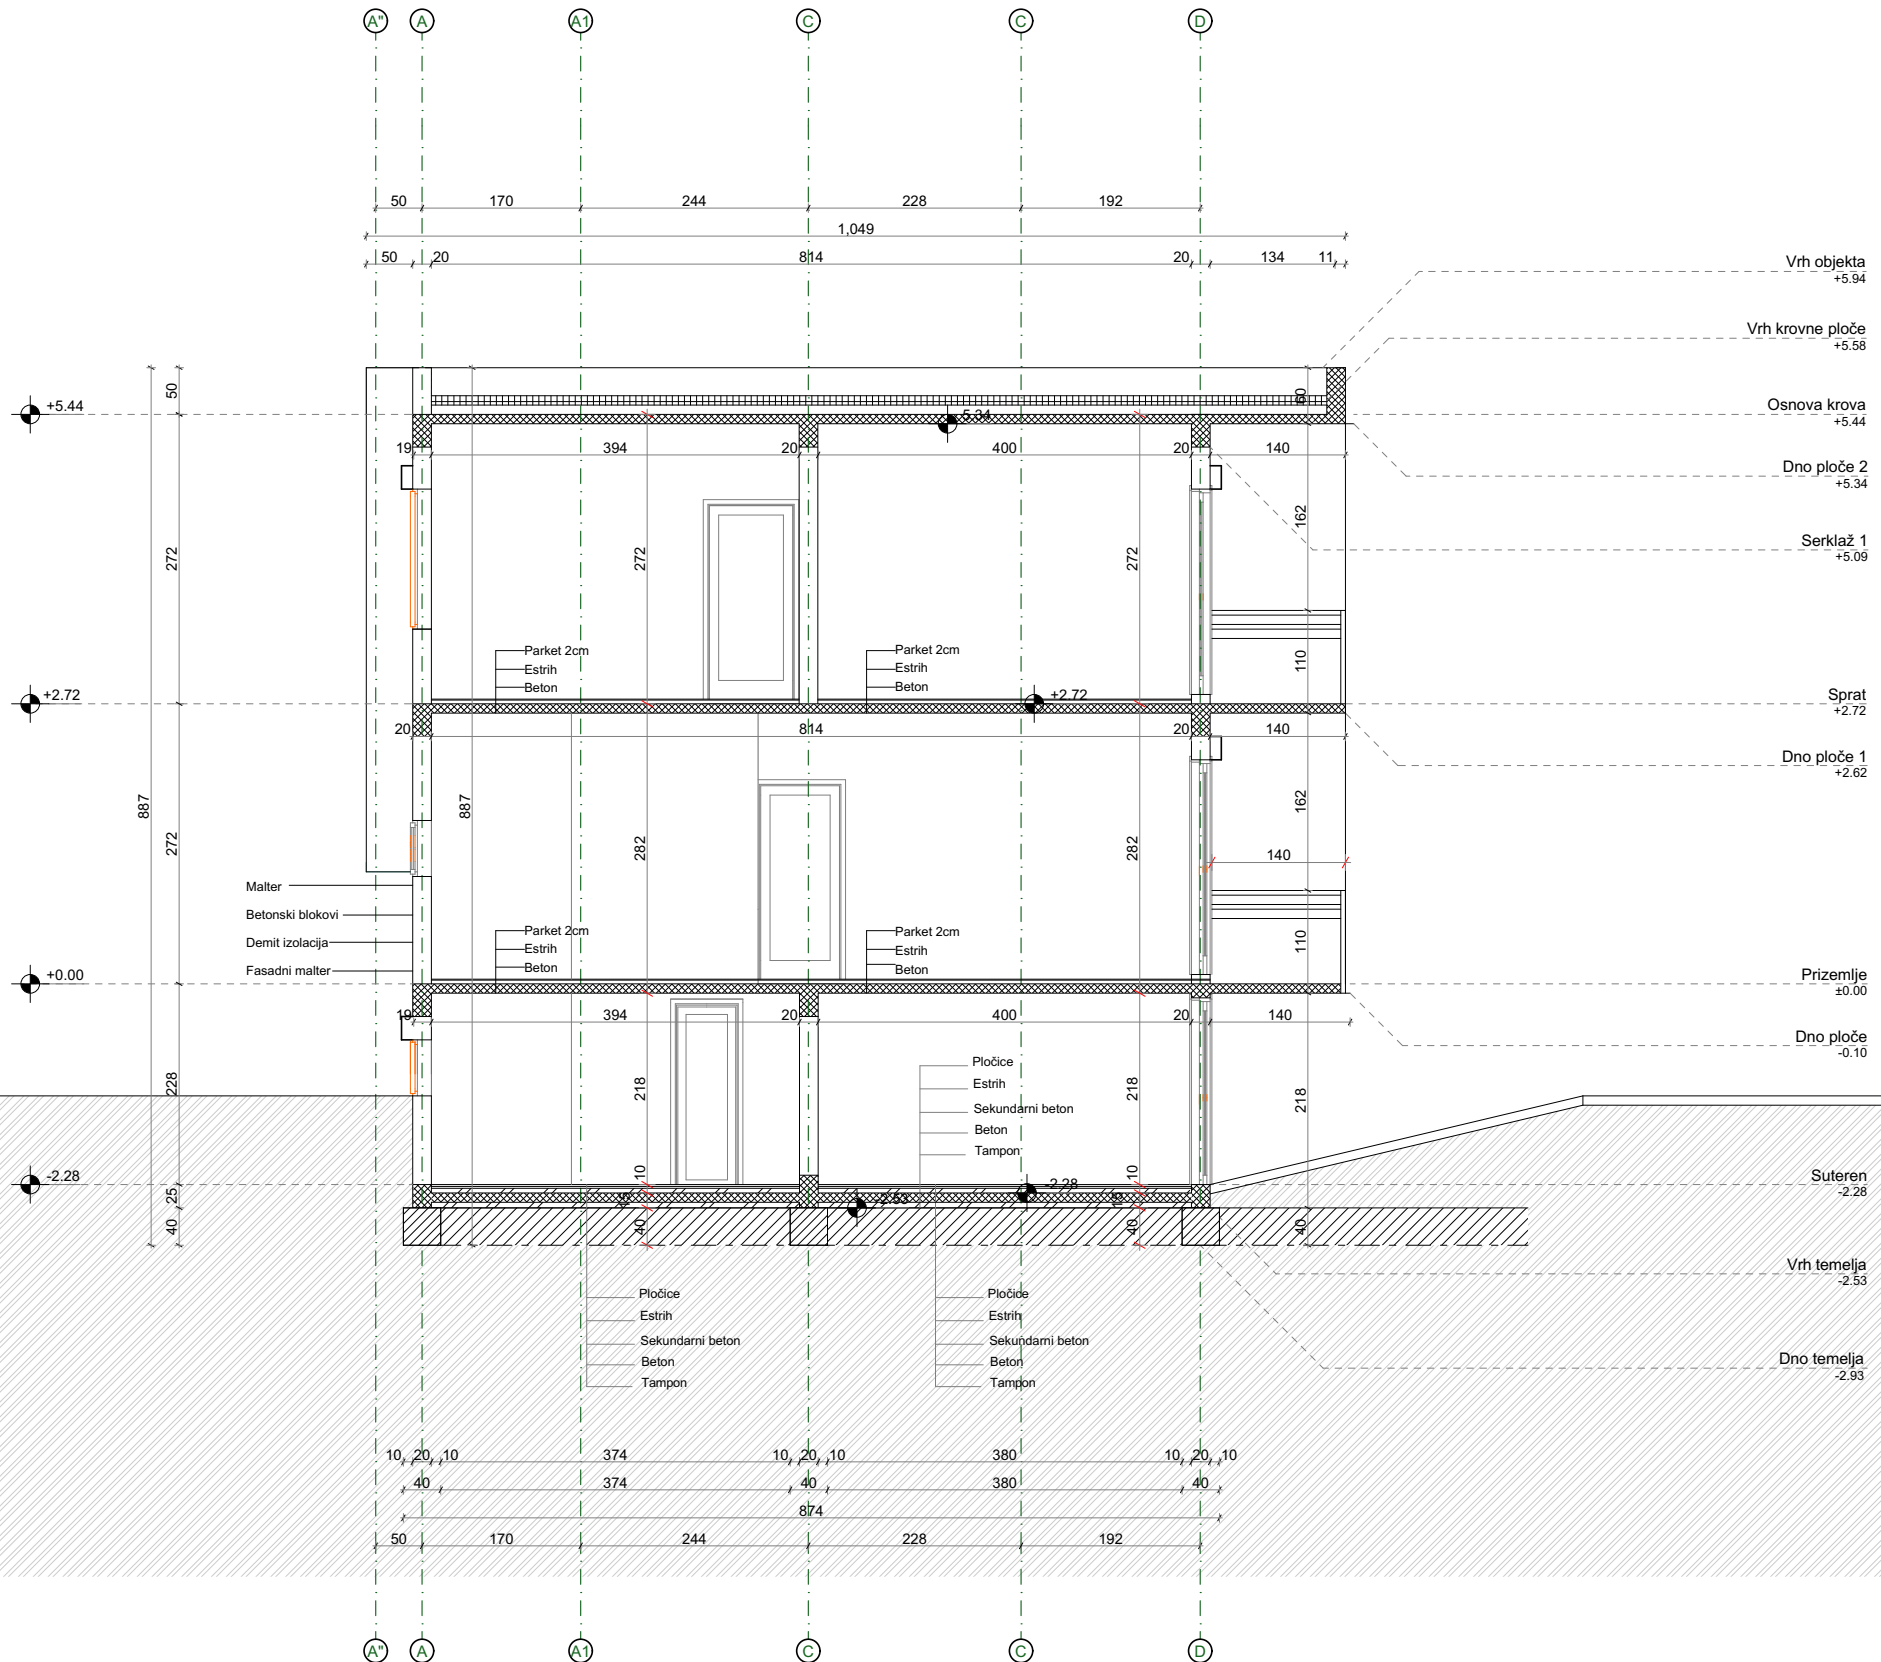 A" A A1 C C D
50 170 244 228 192
1,049
50 20 814 20 134 11
Vrh objekta
+5.94
Vrh krovne ploče
+5.58
50 60
+5.44 5.34
Osnova krova
+5.44
19 394 20 400 20 140
Dno ploče 2
+5.34
162
Serklaž 1
+5.09
272 272 272
Parket 2cm Parket 2cm
Estrih Estrih
Beton Beton
110
+2.72 +2.72
Sprat
+2.72
20 814 20 140
Dno ploče 1
+2.62
887 887 162
272 282 282
140
Malter
Betonski blokovi
Demit izolacija
Fasadni malter
Parket 2cm Parket 2cm
Estrih Estrih
Beton Beton
110
+0.00
Prizemlje
±0.00
19 394 20 400 20 140
Dno ploče
-0.10
Pločice
Estrih
Sekundarni beton
Beton
Tampon
228 218 218 218
-2.28 10 -2.28 10
Suteren
-2.28
25 15 -2.53 15
40 40 40 40
Vrh temelja
-2.53
Pločice Pločice
Estrih Estrih
Sekundarni beton Sekundarni beton
Beton Beton
Tampon Tampon
Dno temelja
-2.93
10 20 10 374 10 20 10 380 10 20 10
40 374 40 380 40
874
50 170 244 228 192
A" A A1 C C D